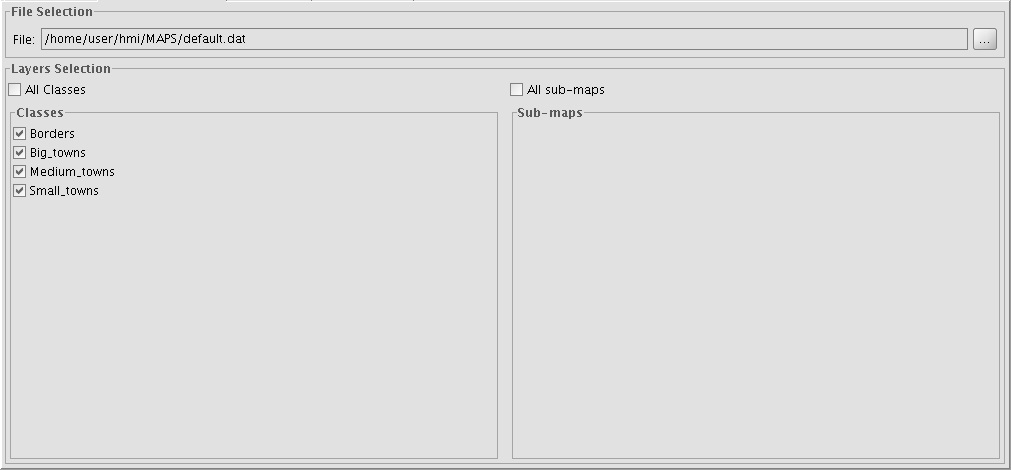 File Selection
File: /home/user/hmi/MAPS/default.dat ...
Layers Selection
All Classes All sub-maps
Classes Sub-maps
Borders
Big_towns
Medium_towns
Small_towns